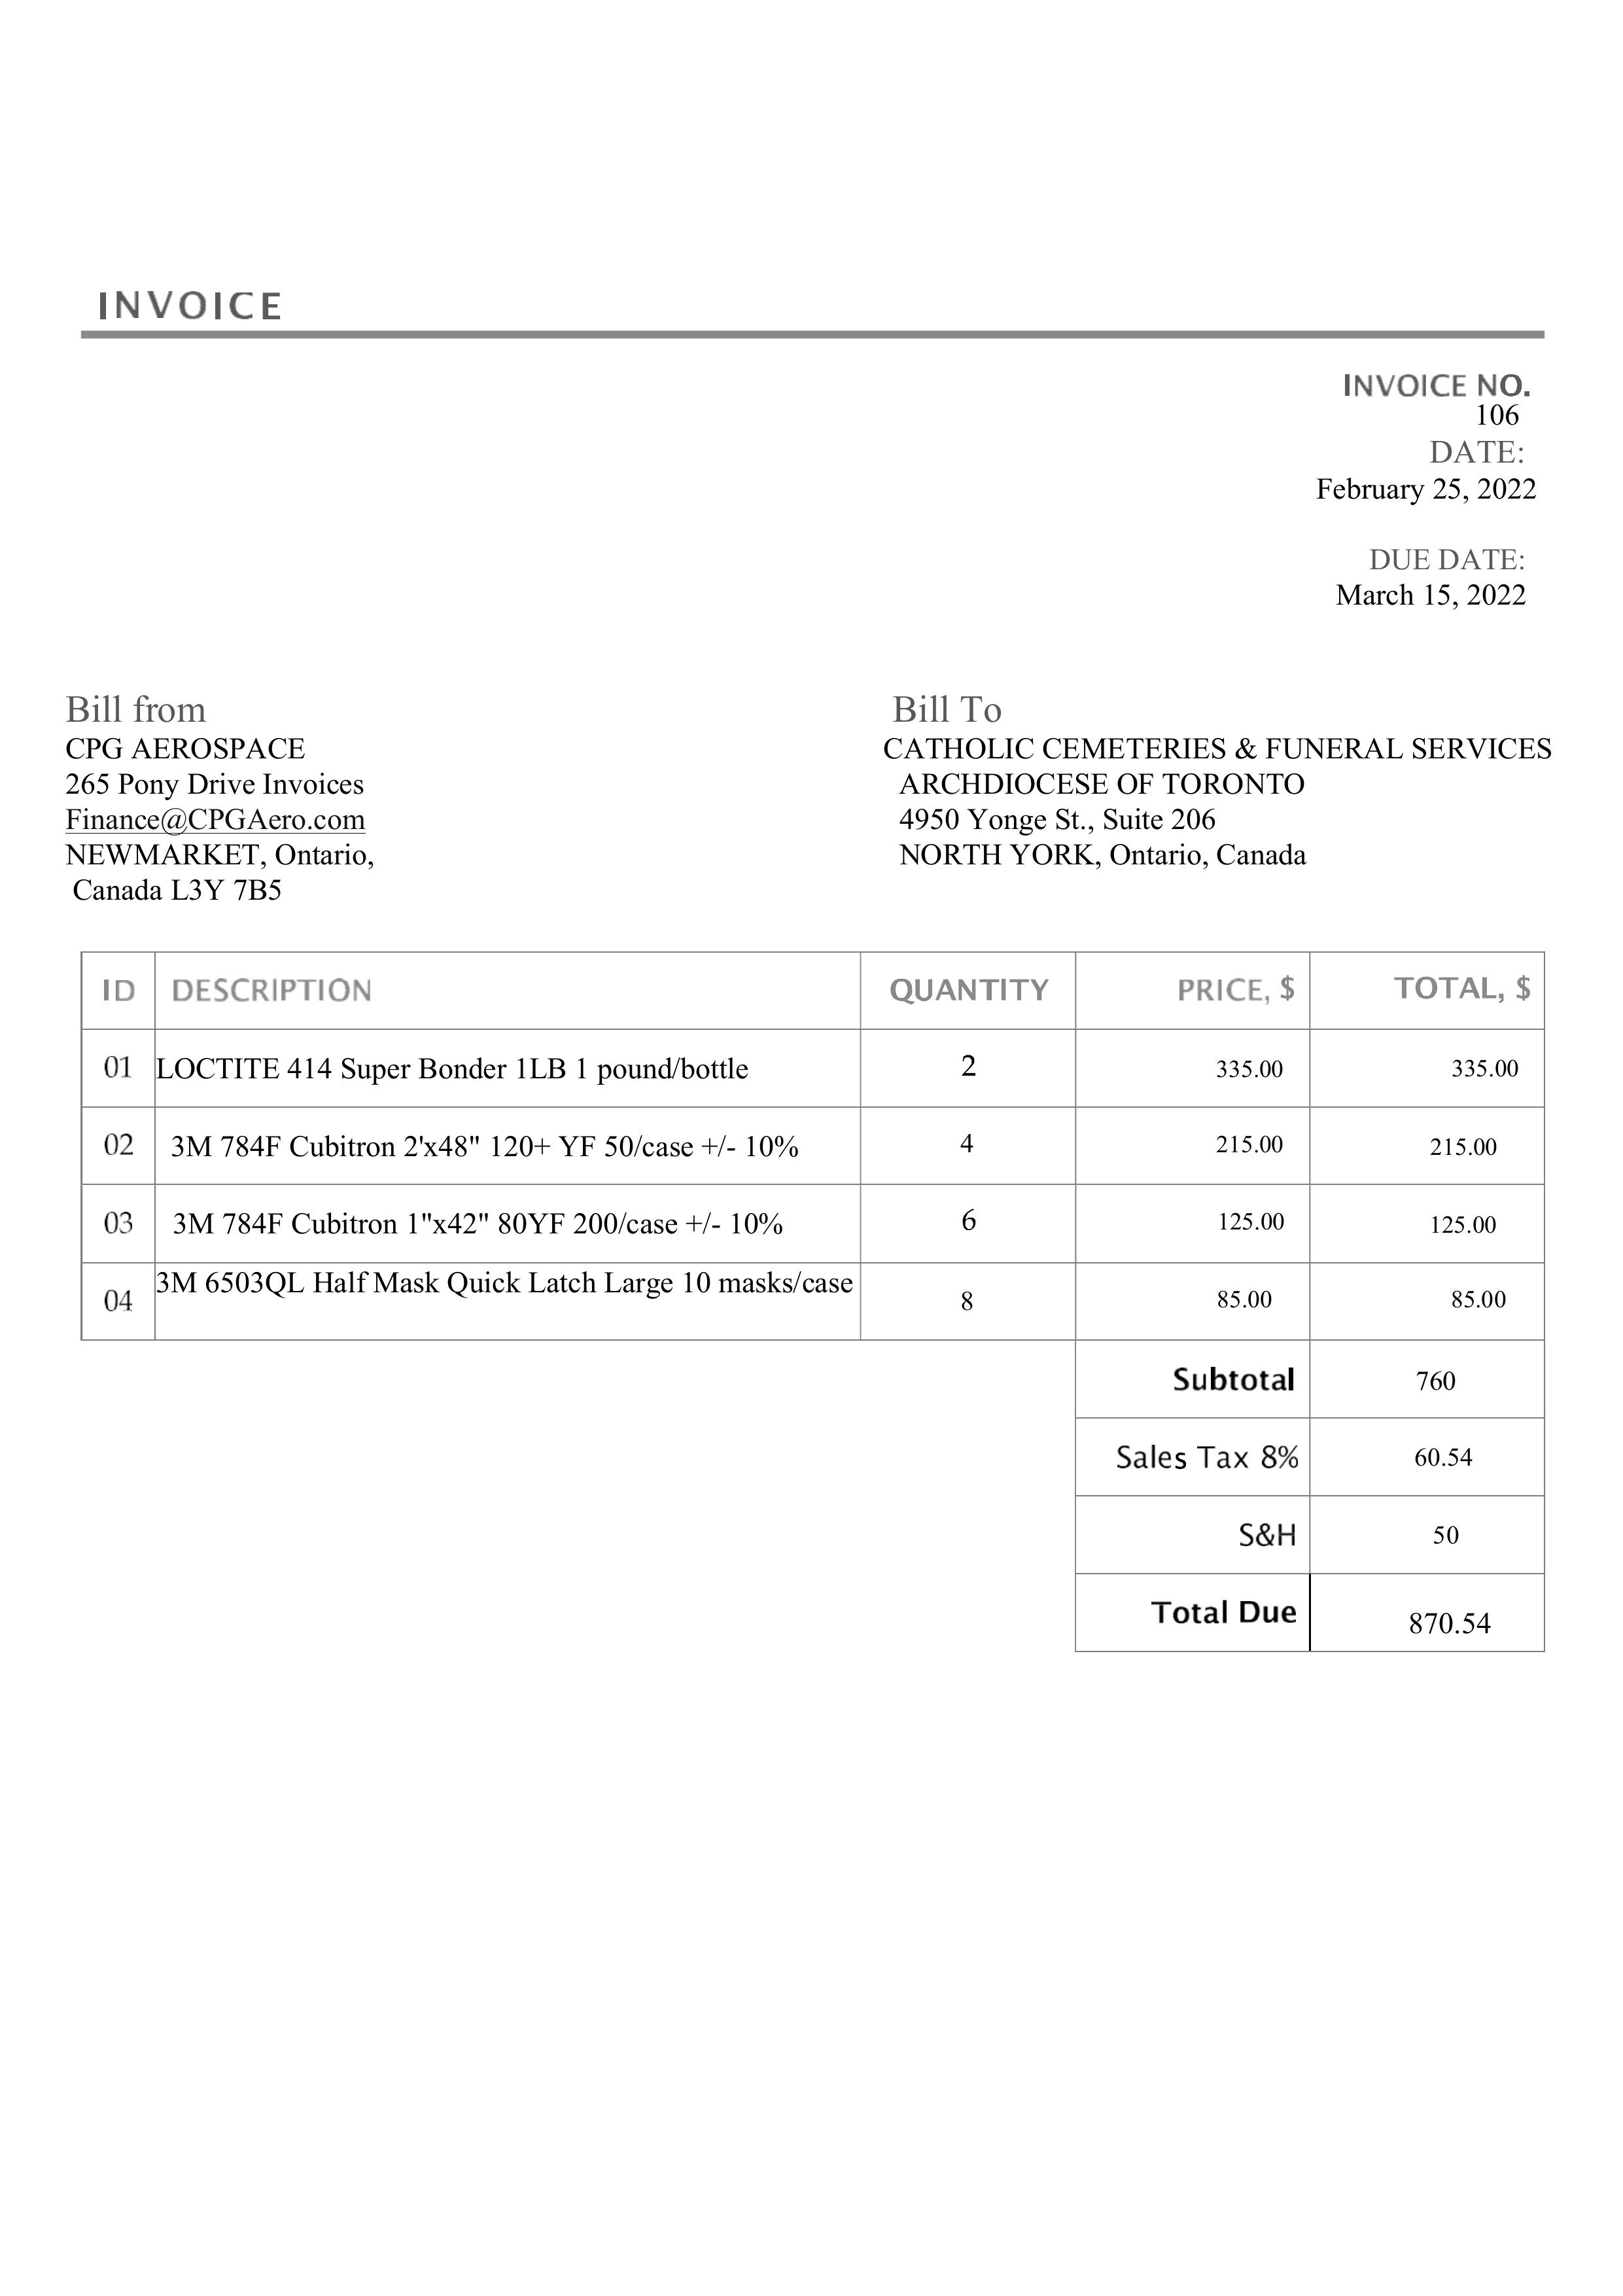 INVOICE
INVOICE NO.
106
DATE:
February 25, 2022
DUE DATE:
March 15, 2022
Bill from
CPG AEROSPACE
265 Pony Drive Invoices
Finance@CPGAero.com
NEWMARKET, Ontario,
Canada L3Y 7B5
Bill To
CATHOLIC CEMETERIES & FUNERAL SERVICES
ARCHDIOCESE OF TORONTO
4950 Yonge St., Suite 206
NORTH YORK, Ontario, Canada
ID DESCRIPTION QUANTITY PRICE, $ TOTAL, $
01 LOCTITE 414 Super Bonder 1LB 1 pound/bottle 2 335.00 335.00
02 3M 784F Cubitron 2'x48" 120+ YF 50/case +/- 10% 4 215.00 215.00
03 3M 784F Cubitron 1"x42" 80YF 200/case +/- 10% 6 125.00 125.00
04 3M 6503QL Half Mask Quick Latch Large 10 masks/case 8 85.00 85.00
Subtotal 760
Sales Tax 8% 60.54
S&H 50
Total Due 870.54